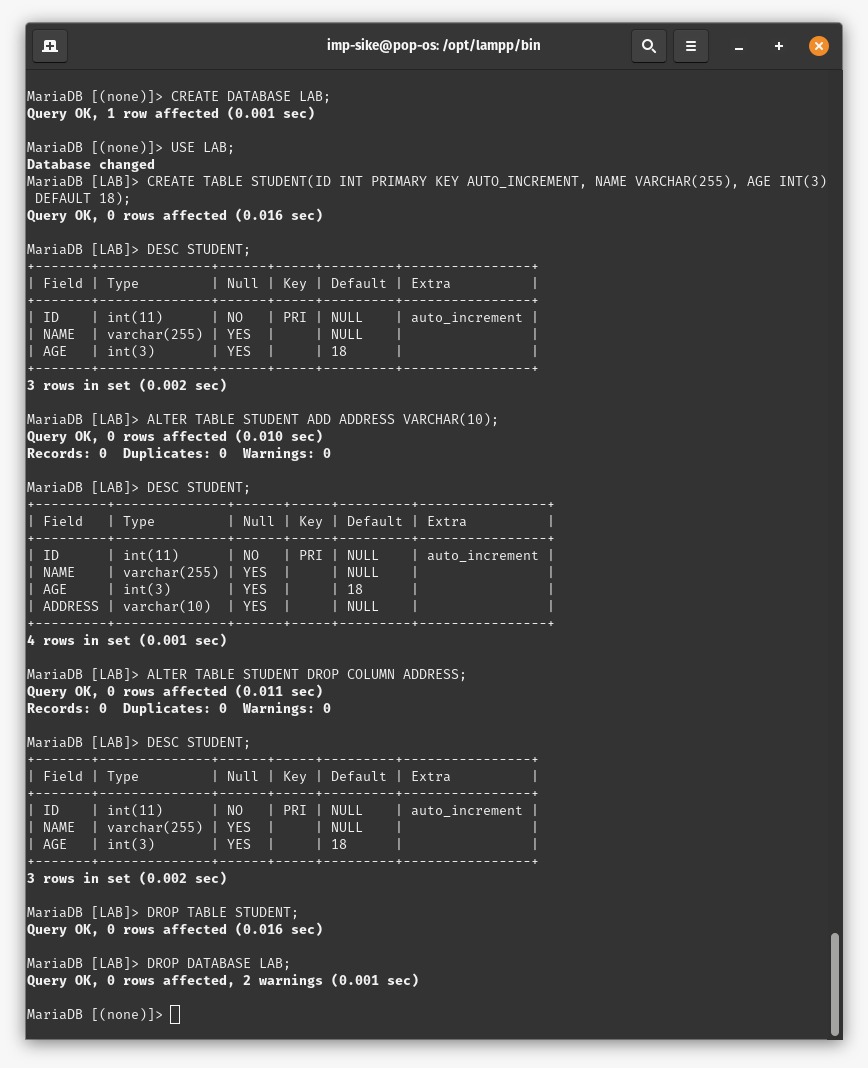 imp-sike@pop-os: /opt/lampp/bin
MariaDB [(none)]> CREATE DATABASE LAB;
Query OK, 1 row affected (0.001 sec)
MariaDB [(none)]> USE LAB;
Database changed
MariaDB [LAB]> CREATE TABLE STUDENT(ID INT PRIMARY KEY AUTO_INCREMENT, NAME VARCHAR(255), AGE INT(3)
 DEFAULT 18);
Query OK, 0 rows affected (0.016 sec)
MariaDB [LAB]> DESC STUDENT;
+-------+--------------+------+-----+---------+----------------+
| Field | Type         | Null | Key | Default | Extra          |
+-------+--------------+------+-----+---------+----------------+
| ID    | int(11)      | NO   | PRI | NULL    | auto_increment |
| NAME  | varchar(255) | YES  |     | NULL    |                |
| AGE   | int(3)       | YES  |     | 18      |                |
+-------+--------------+------+-----+---------+----------------+
3 rows in set (0.002 sec)
MariaDB [LAB]> ALTER TABLE STUDENT ADD ADDRESS VARCHAR(10);
Query OK, 0 rows affected (0.010 sec)
Records: 0  Duplicates: 0  Warnings: 0
MariaDB [LAB]> DESC STUDENT;
+---------+--------------+------+-----+---------+----------------+
| Field   | Type         | Null | Key | Default | Extra          |
+---------+--------------+------+-----+---------+----------------+
| ID      | int(11)      | NO   | PRI | NULL    | auto_increment |
| NAME    | varchar(255) | YES  |     | NULL    |                |
| AGE     | int(3)       | YES  |     | 18      |                |
| ADDRESS | varchar(10)  | YES  |     | NULL    |                |
+---------+--------------+------+-----+---------+----------------+
4 rows in set (0.001 sec)
MariaDB [LAB]> ALTER TABLE STUDENT DROP COLUMN ADDRESS;
Query OK, 0 rows affected (0.011 sec)
Records: 0  Duplicates: 0  Warnings: 0
MariaDB [LAB]> DESC STUDENT;
+-------+--------------+------+-----+---------+----------------+
| Field | Type         | Null | Key | Default | Extra          |
+-------+--------------+------+-----+---------+----------------+
| ID    | int(11)      | NO   | PRI | NULL    | auto_increment |
| NAME  | varchar(255) | YES  |     | NULL    |                |
| AGE   | int(3)       | YES  |     | 18      |                |
+-------+--------------+------+-----+---------+----------------+
3 rows in set (0.002 sec)
MariaDB [LAB]> DROP TABLE STUDENT;
Query OK, 0 rows affected (0.016 sec)
MariaDB [LAB]> DROP DATABASE LAB;
Query OK, 0 rows affected, 2 warnings (0.001 sec)
MariaDB [(none)]>